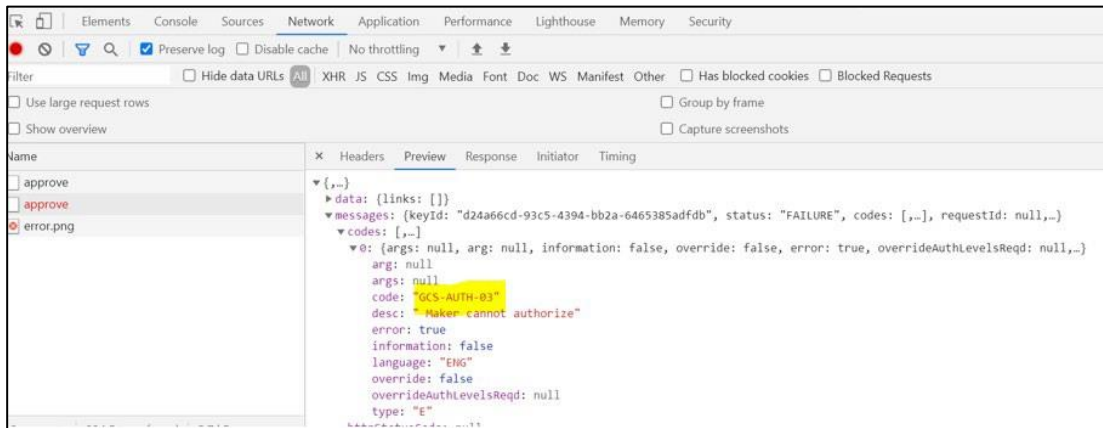 Elements Console Sources Network Application Performance Lighthouse Memory Security
Preserve log Disable cache No throttling
Filter Hide data URLs All XHR JS CSS Img Media Font Doc WS Manifest Other Has blocked cookies Blocked Requests
Use large request rows Group by frame
Show overview Capture screenshots
Name × Headers Preview Response Initiator Timing
approve
approve
error.png
▼{,…}
▶data: {links: []}
▼messages: {keyId: "d24a66cd-93c5-4394-bb2a-6465385adfdb", status: "FAILURE", codes: [,…], requestId: null,…}
▼codes: [,…]
▼0: {args: null, arg: null, information: false, override: false, error: true, overrideAuthLevelsReqd: null,…}
arg: null
args: null
code: "GCS-AUTH-03"
desc: " Maker cannot authorize"
error: true
information: false
language: "ENG"
override: false
overrideAuthLevelsReqd: null
type: "E"